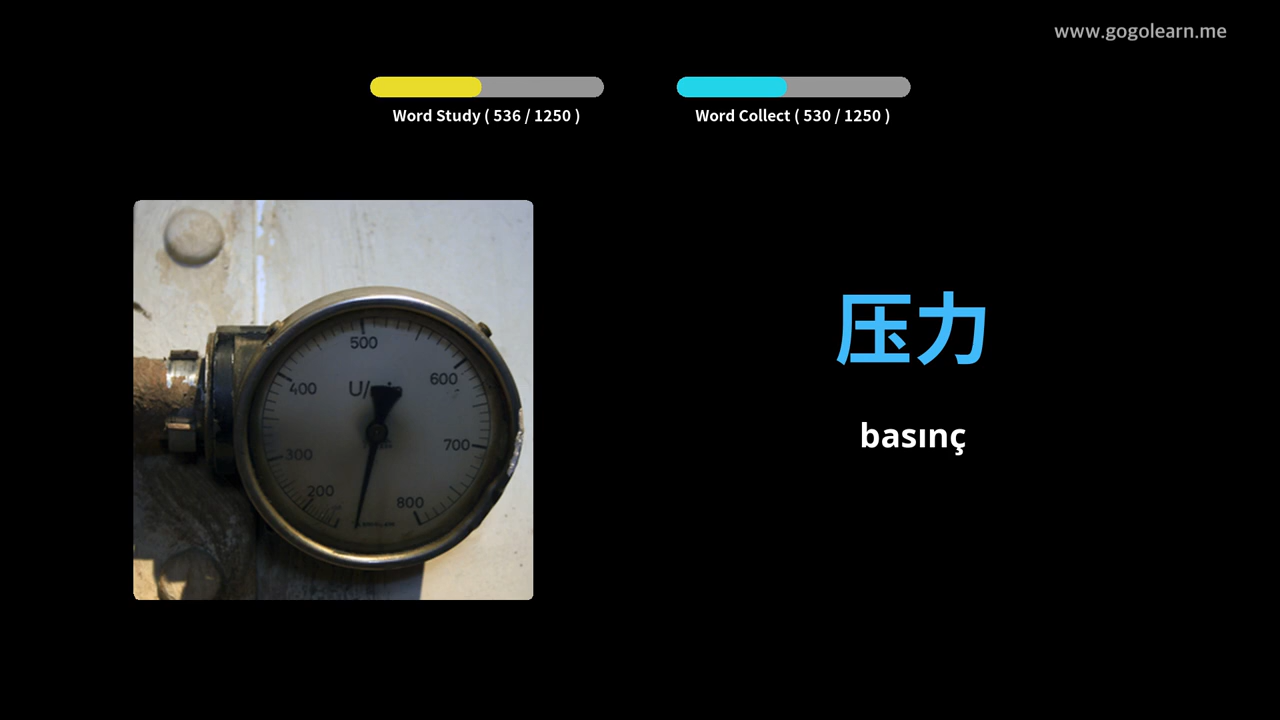 www.gogolearn.me
Word Study ( 536 / 1250 )
Word Collect ( 530 / 1250 )
500
400
600
U/
300
700
200
800
压力
basınç